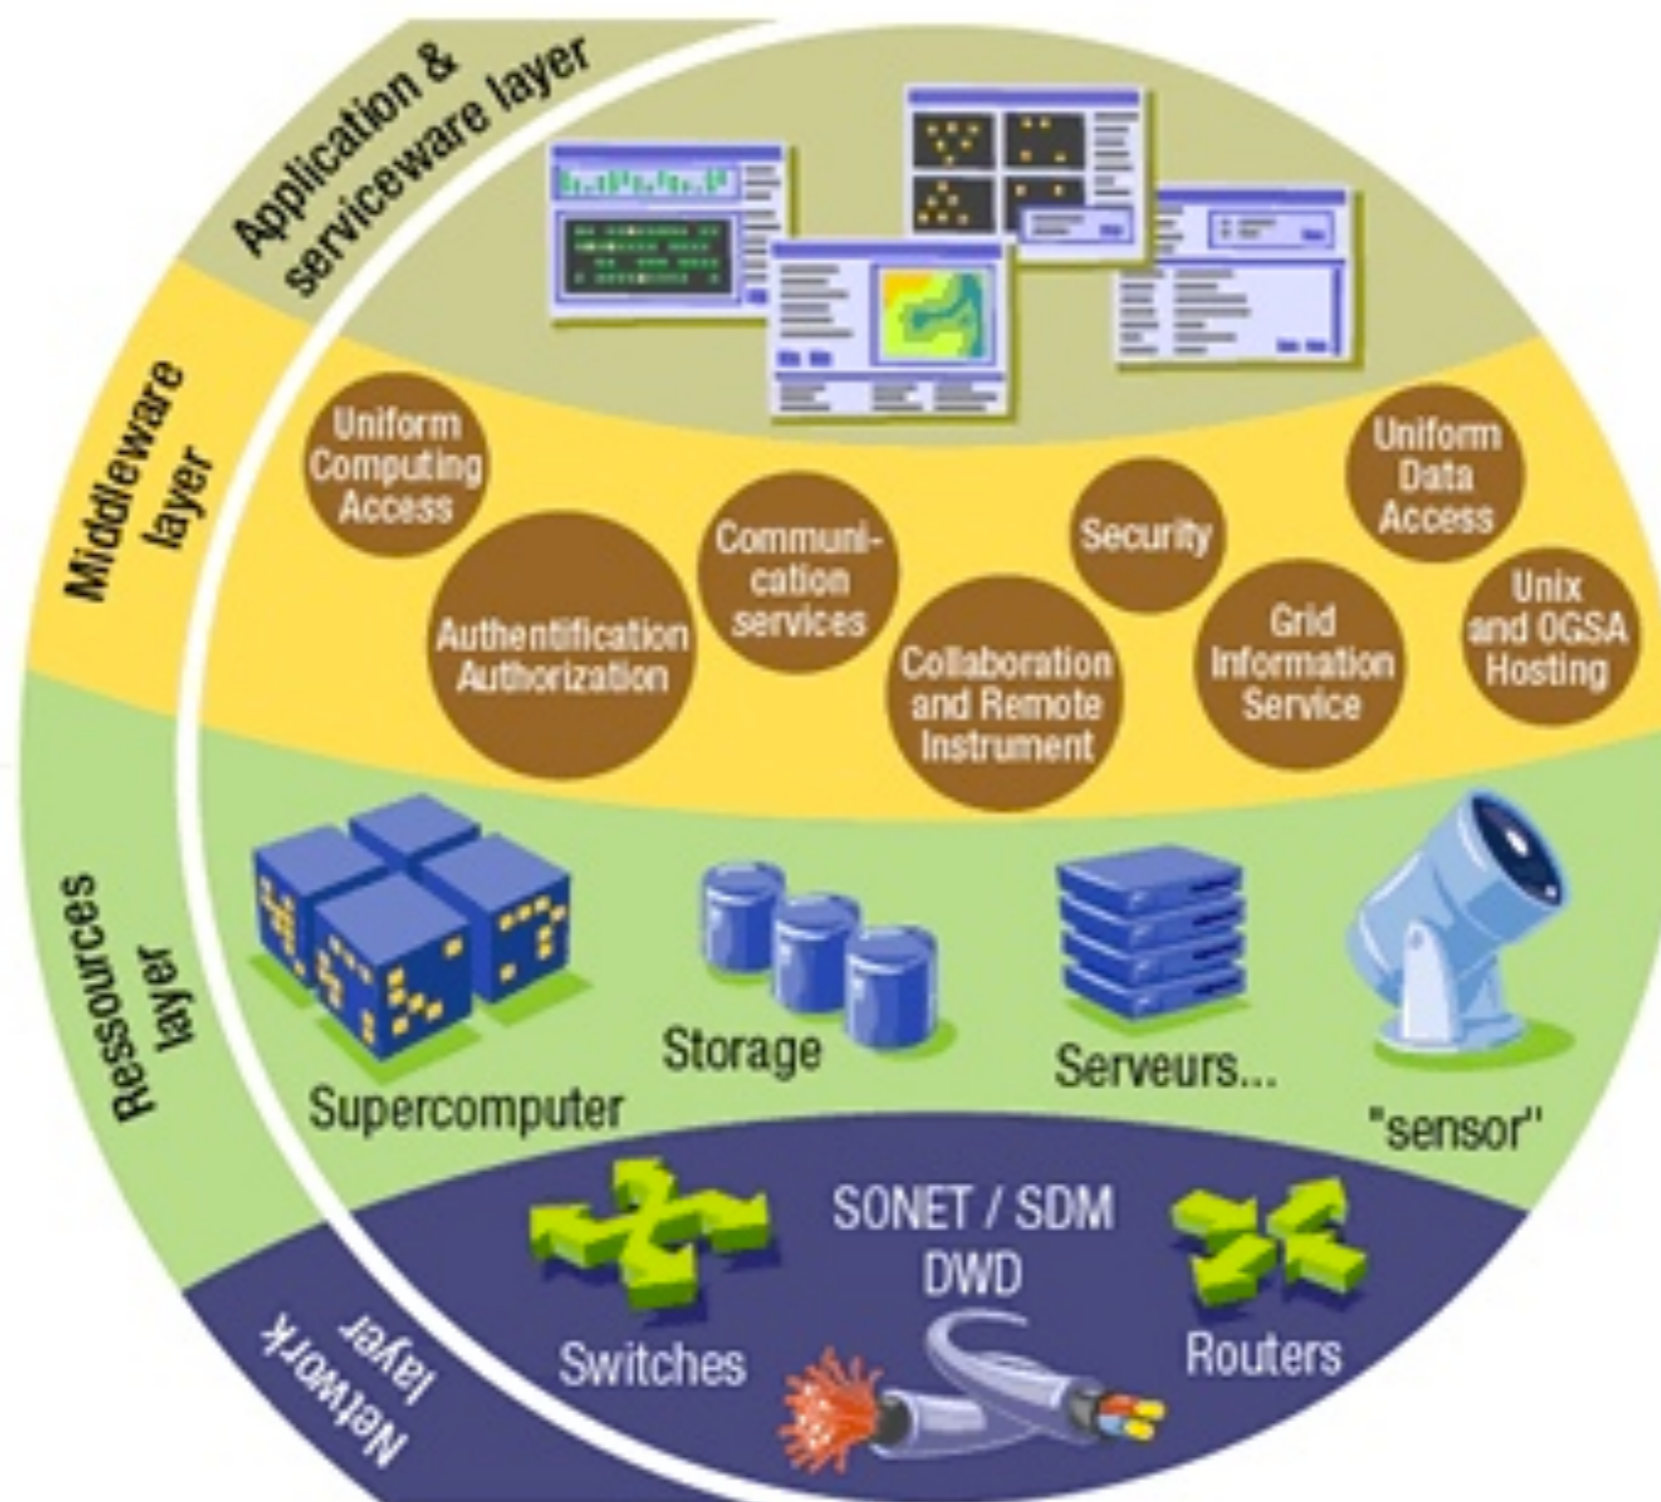 Application &
serviceware layer
Middleware
layer
Uniform
Computing
Access
Authentification
Authorization
Communi-
cation
services
Collaboration
and Remote
Instrument
Security
Grid
Information
Service
Uniform
Data
Access
Unix
and OGSA
Hosting
Ressources
layer
Supercomputer
Storage
Serveurs...
"sensor"
Network
layer
Switches
SONET / SDM
DWD
Routers